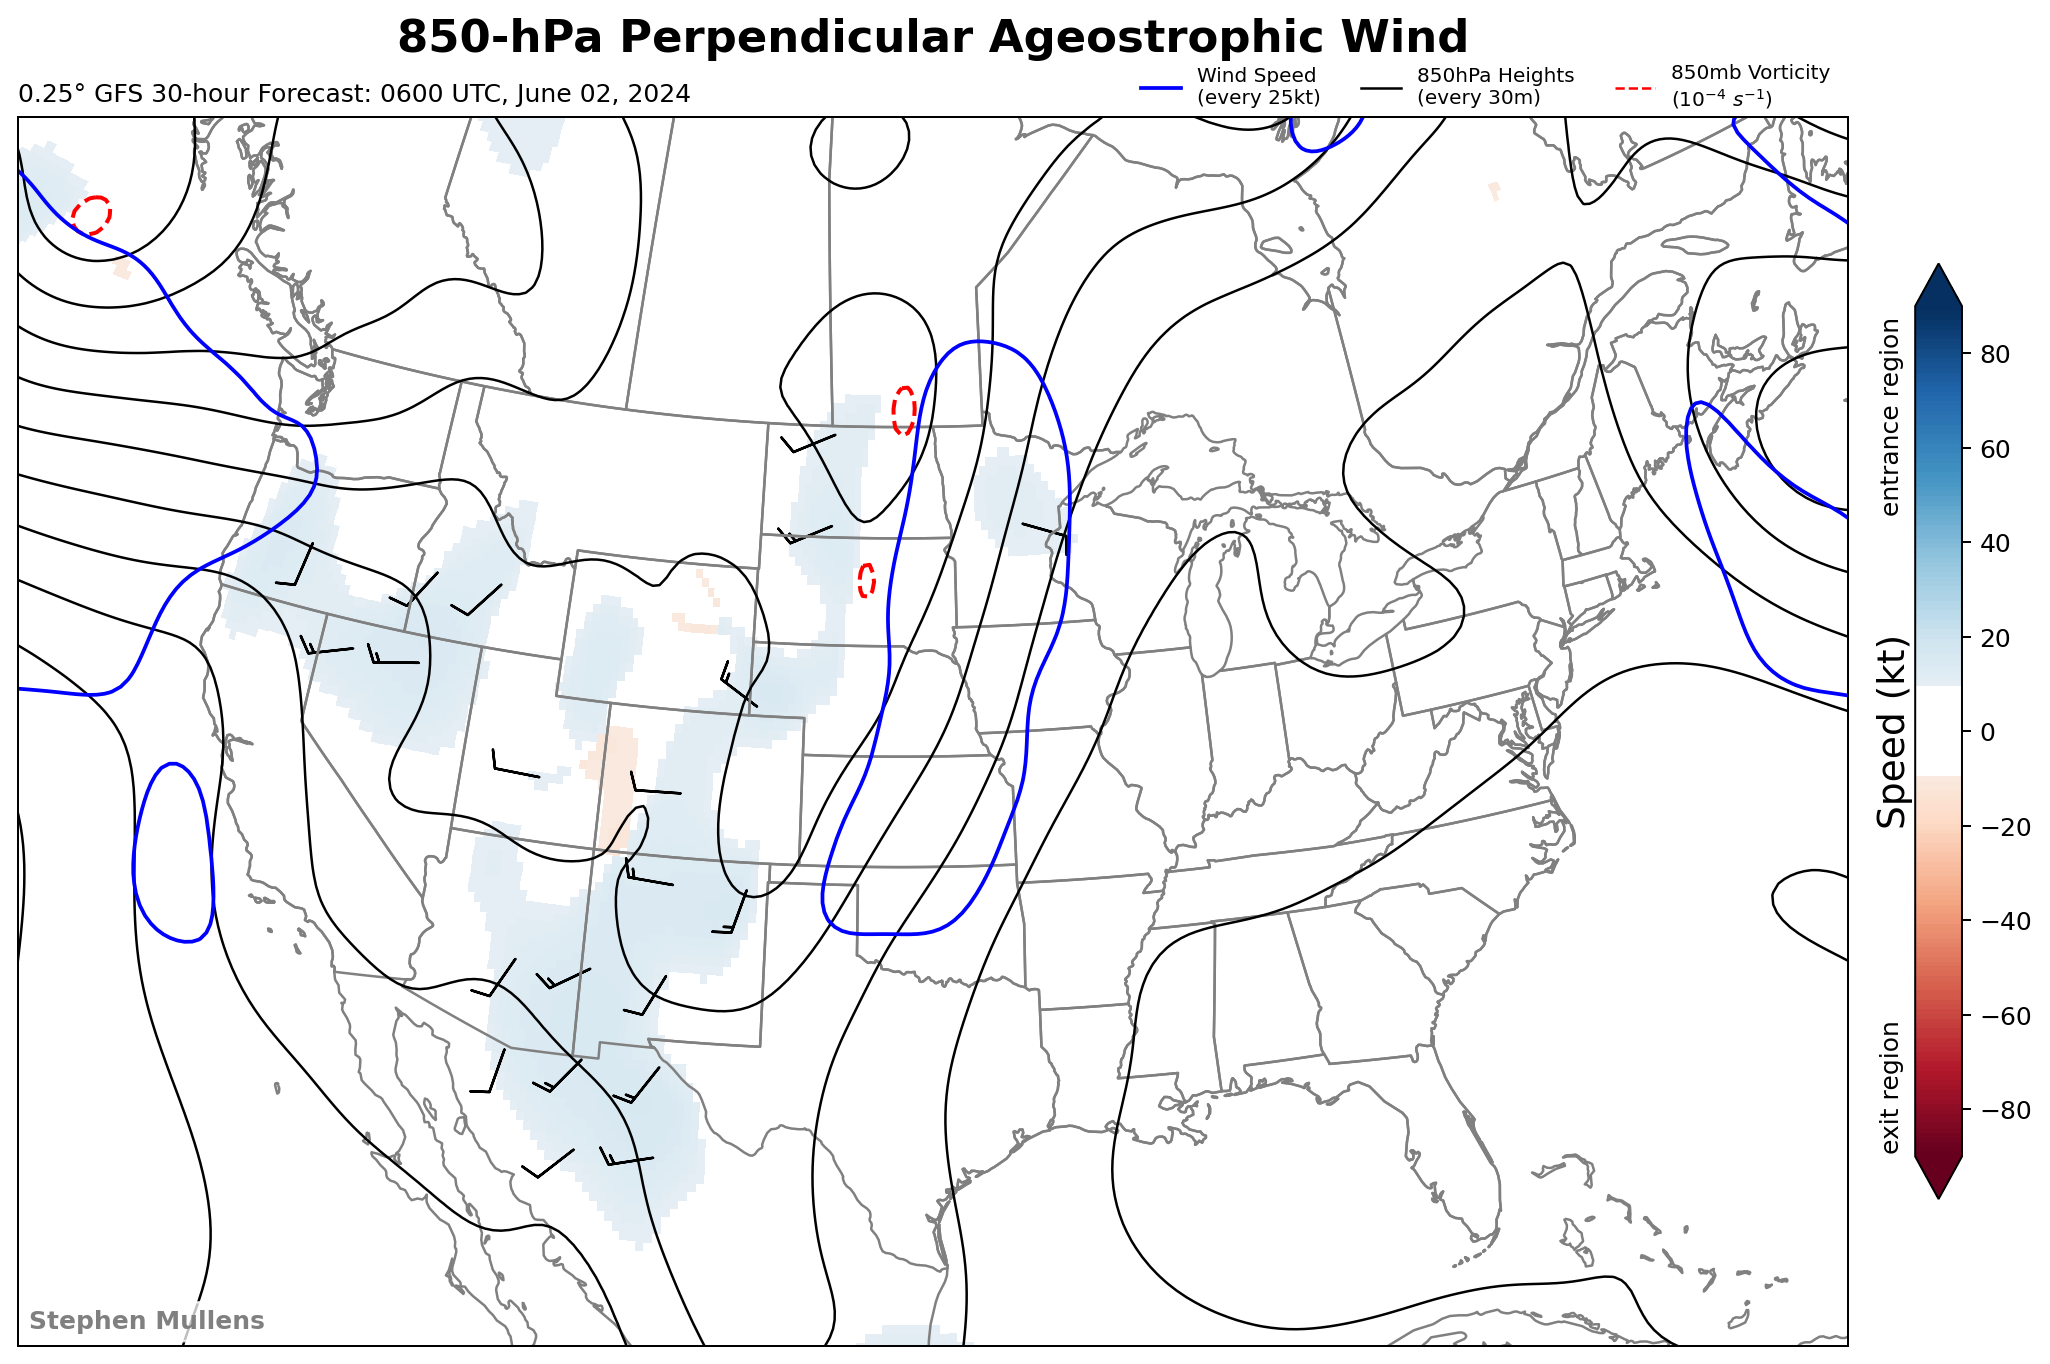 850-hPa Perpendicular Ageostrophic Wind
0.25° GFS 30-hour Forecast: 0600 UTC, June 02, 2024
Wind Speed
(every 25kt)
850hPa Heights
(every 30m)
850mb Vorticity
(10⁻⁴ s⁻¹)
entrance region
Speed (kt)
exit region
80
60
40
20
0
−20
−40
−60
−80
Stephen Mullens